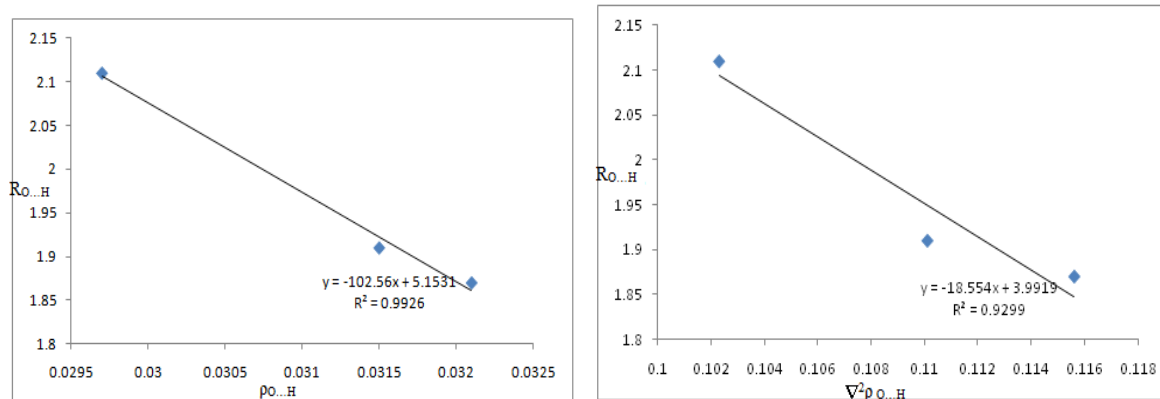 2.15
2.1
2.05
2
1.95
1.9
1.85
1.8
R O...H
y = -102.56x + 5.1531
R² = 0.9926
0.0295 0.03 0.0305 0.031 0.0315 0.032 0.0325
ρO...H
2.15
2.1
2.05
2
1.95
1.9
1.85
1.8
R O...H
y = -18.554x + 3.9919
R² = 0.9299
0.1 0.102 0.104 0.106 0.108 0.11 0.112 0.114 0.116 0.118
∇²ρ O...H